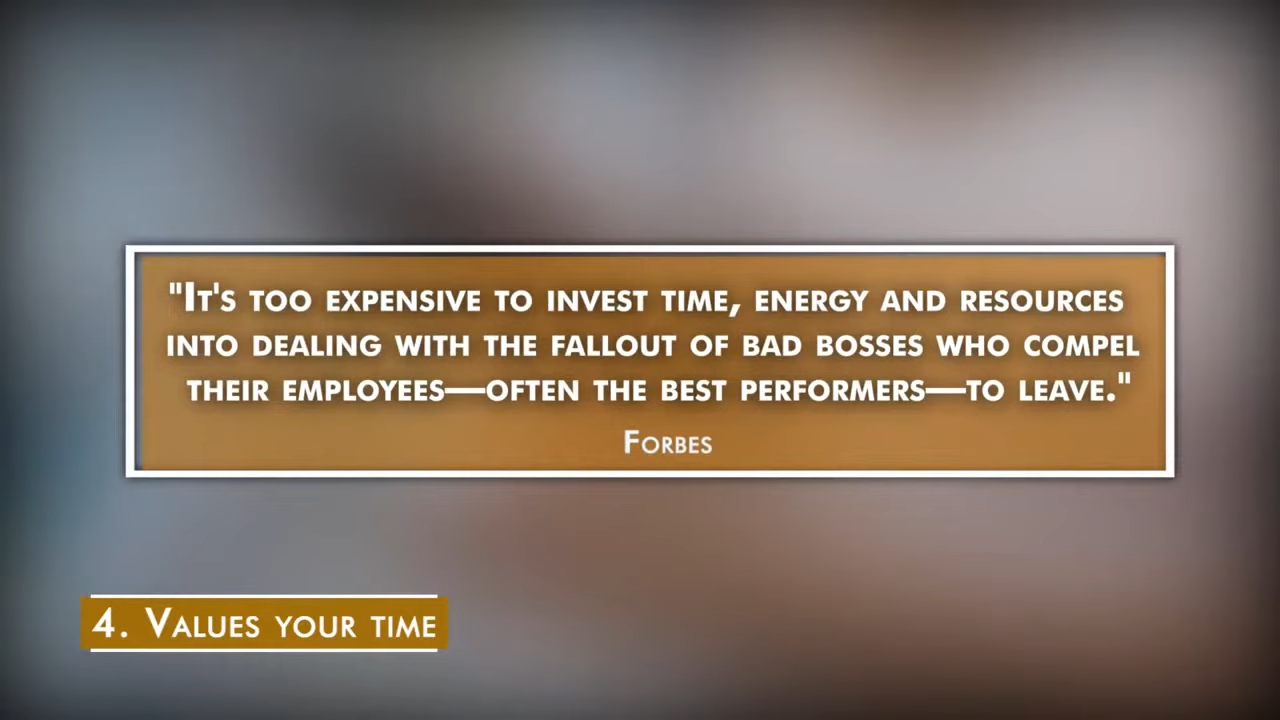 "It's too expensive to invest time, energy and resources
into dealing with the fallout of bad bosses who compel
their employees—often the best performers—to leave."
Forbes
4. Values your time